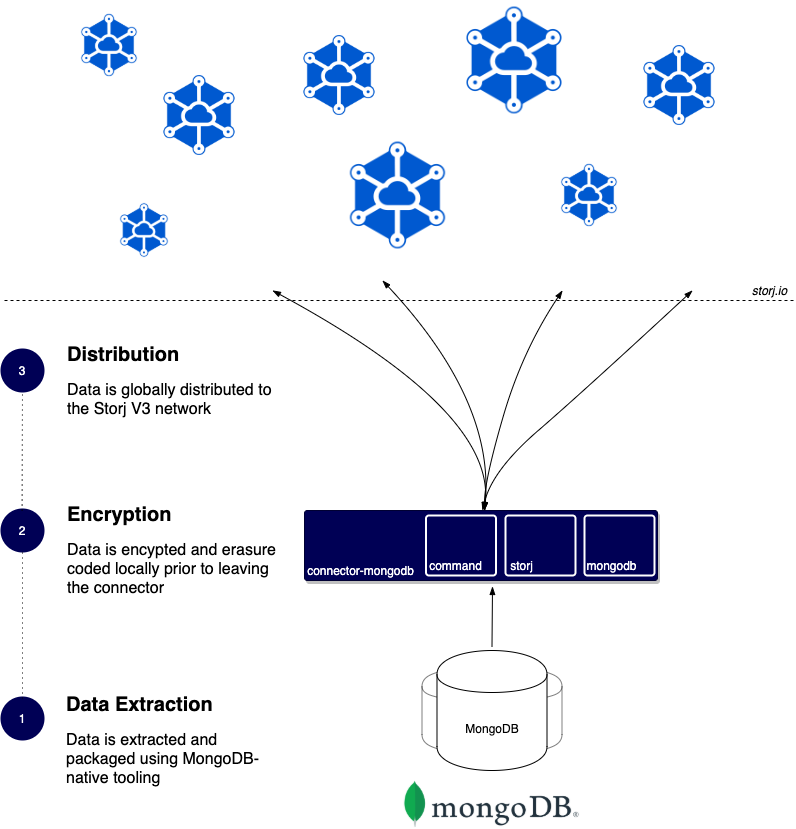 storj.io
3
Distribution
Data is globally distributed to
the Storj V3 network
2
Encryption
Data is encypted and erasure
coded locally prior to leaving
the connector
connector-mongodb
command
storj
mongodb
1
Data Extraction
Data is extracted and
packaged using MongoDB-
native tooling
MongoDB
mongoDB®